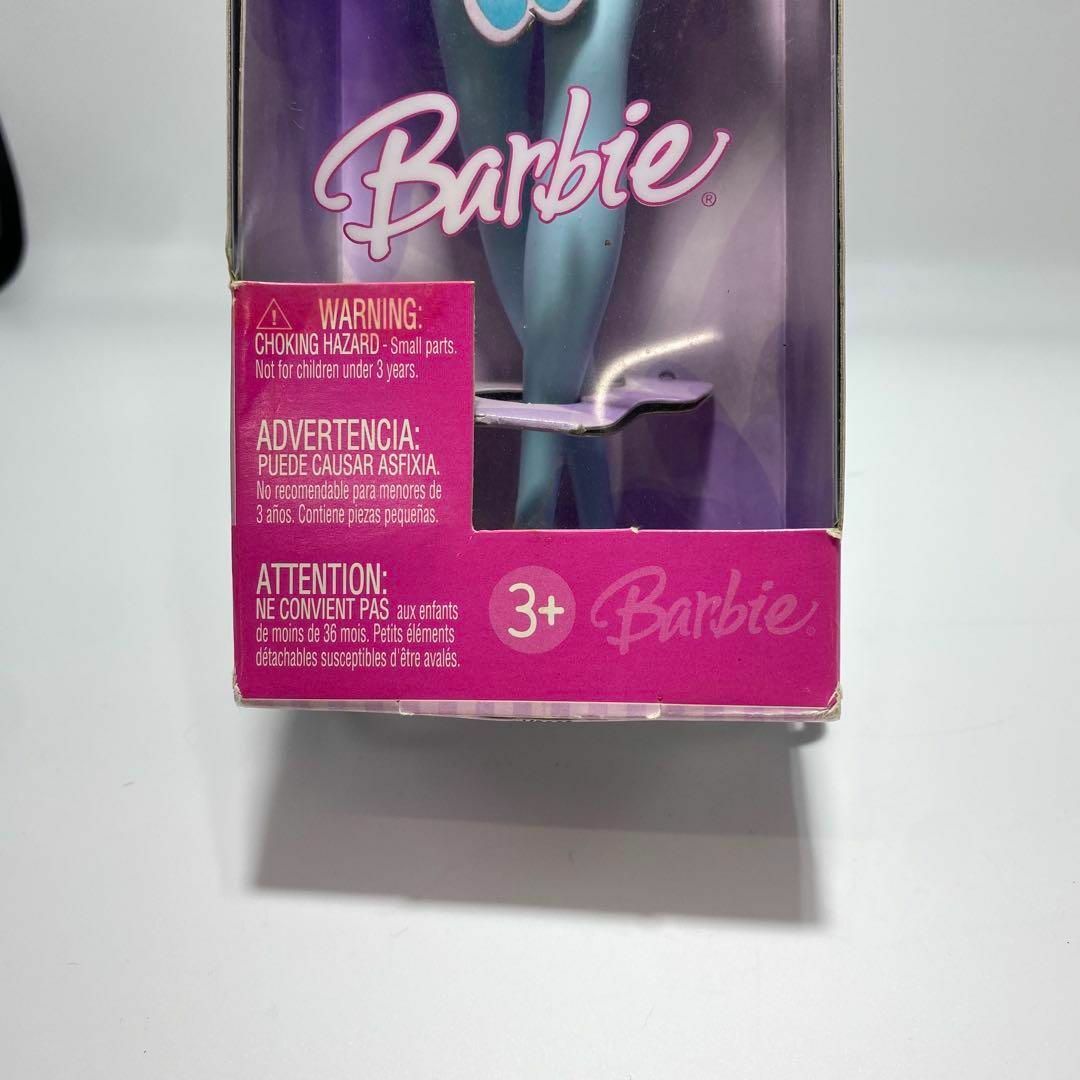 Barbie®
WARNING:
CHOKING HAZARD - Small parts.
Not for children under 3 years.
ADVERTENCIA:
PUEDE CAUSAR ASFIXIA.
No recomendable para menores de
3 años. Contiene piezas pequeñas.
ATTENTION:
NE CONVIENT PAS aux enfants
de moins de 36 mois. Petits éléments
détachables susceptibles d'être avalés.
3+
Barbie®